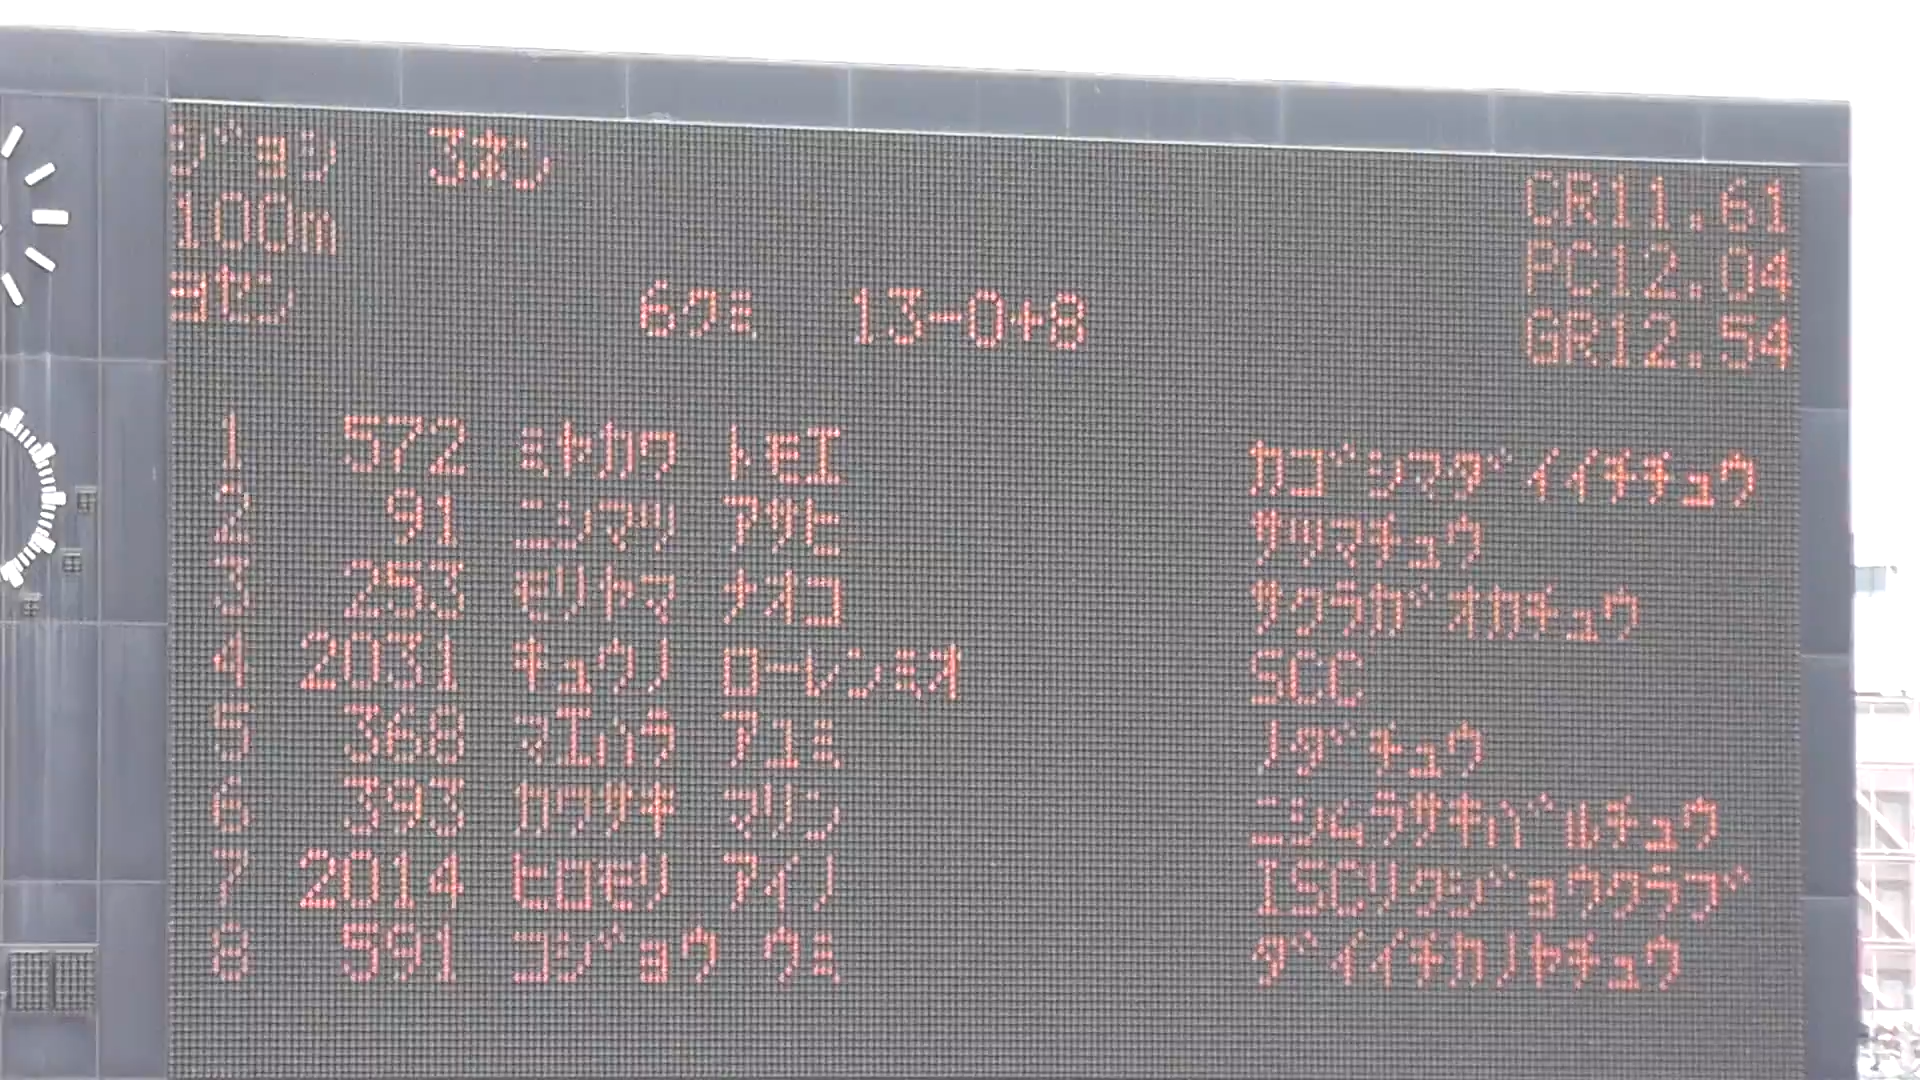 ジョシ 3ネン
100m
ヨセン 6クミ 13-0+8
CR11.61
PC12.04
GR12.54
1 572 ミヤカワ トモエ カゴシマダイイチチュウ
2 91 ニシマツ アサヒ サツマチュウ
3 253 モリヤマ ナオコ サクラガオカチュウ
4 2031 キュウノ ローレンミオ SCC
5 368 マエハラ アユミ ノダチュウ
6 393 カワサキ マリン ニシムラサキバルチュウ
7 2014 ヒロモリ アイノ ISCリクジョウクラブ
8 591 コジョウ ウミ ダイイチカノヤチュウ